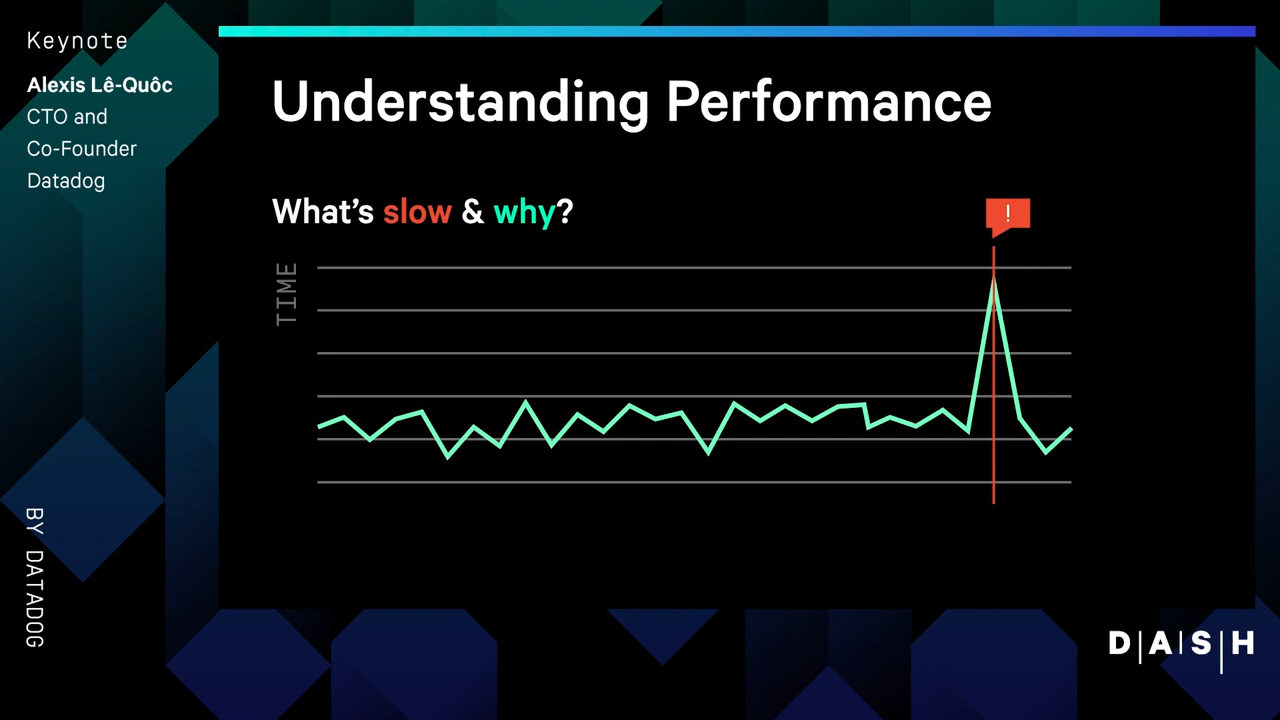 Keynote
Alexis Lê-Quôc
CTO and
Co-Founder
Datadog
Understanding Performance
What's slow & why?
!
TIME
BY DATADOG
D|A|S|H